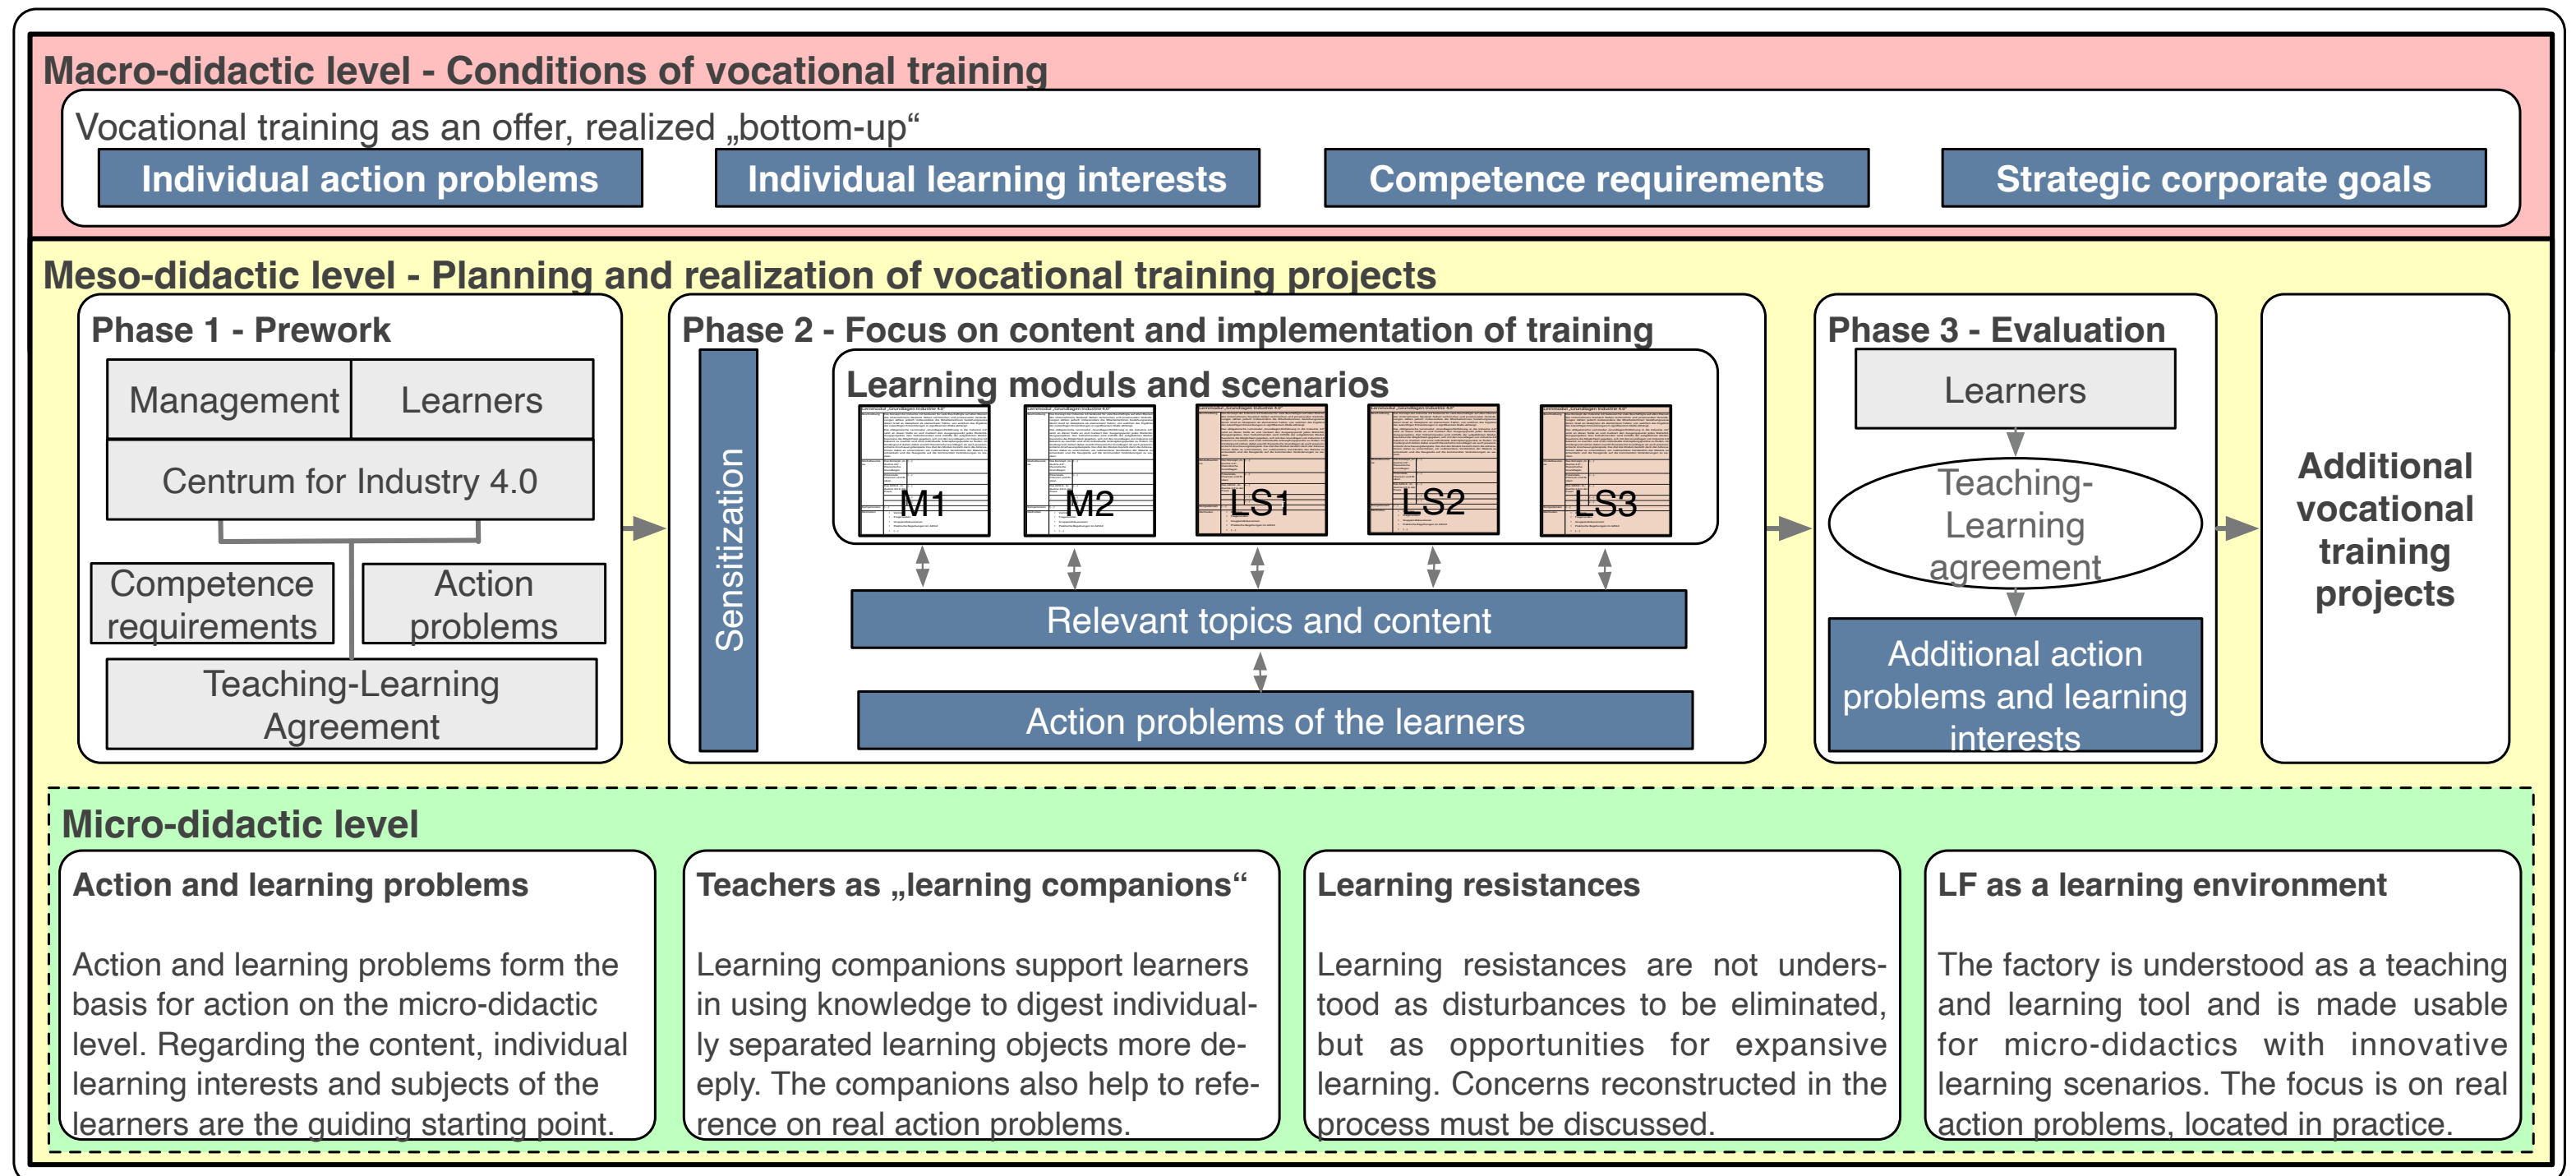 Macro-didactic level - Conditions of vocational training
Vocational training as an offer, realized „bottom-up“
Individual action problems
Individual learning interests
Competence requirements
Strategic corporate goals
Meso-didactic level - Planning and realization of vocational training projects
Phase 1 - Prework
Management
Learners
Centrum for Industry 4.0
Competence
requirements
Action
problems
Teaching-Learning
Agreement
Phase 2 - Focus on content and implementation of training
Sensitization
Learning moduls and scenarios
M1
M2
LS1
LS2
LS3
Relevant topics and content
Action problems of the learners
Phase 3 - Evaluation
Learners
Teaching-
Learning
agreement
Additional action
problems and learning
interests
Additional
vocational
training
projects
Micro-didactic level
Action and learning problems
Action and learning problems form the
basis for action on the micro-didactic
level. Regarding the content, individual
learning interests and subjects of the
learners are the guiding starting point.
Teachers as „learning companions“
Learning companions support learners
in using knowledge to digest individual-
ly separated learning objects more de-
eply. The companions also help to refe-
rence on real action problems.
Learning resistances
Learning resistances are not unders-
tood as disturbances to be eliminated,
but as opportunities for expansive
learning. Concerns reconstructed in the
process must be discussed.
LF as a learning environment
The factory is understood as a teaching
and learning tool and is made usable
for micro-didactics with innovative
learning scenarios. The focus is on real
action problems, located in practice.